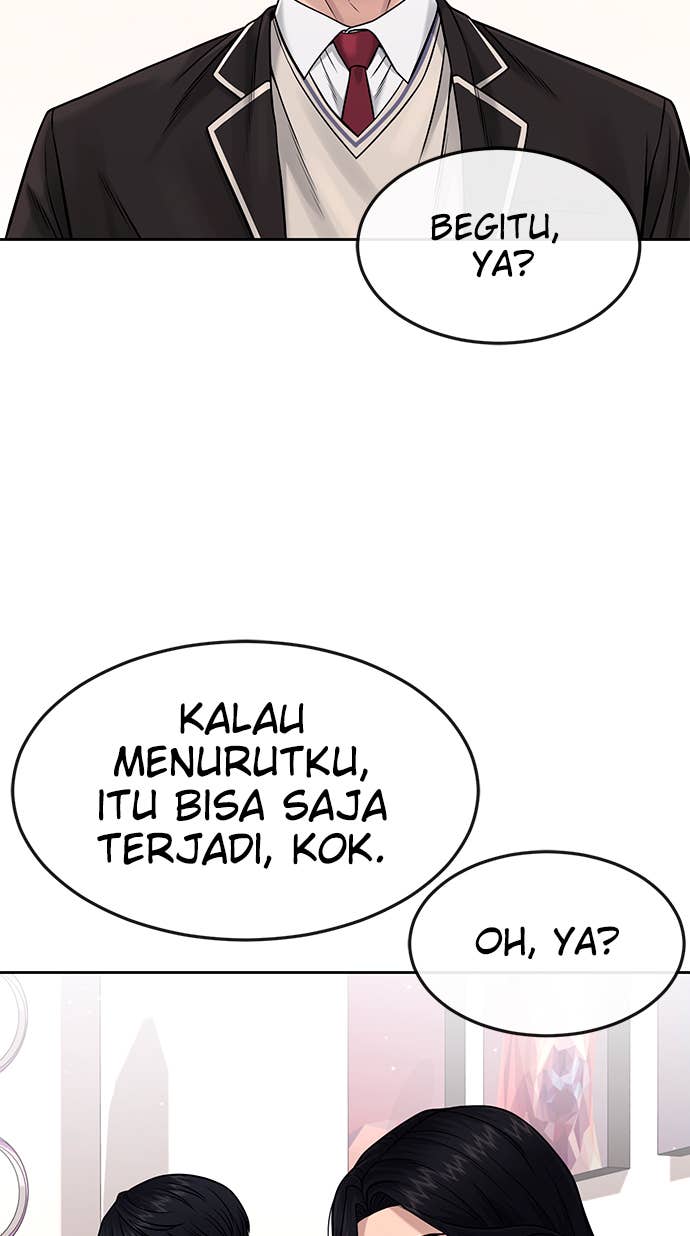 BEGITU,
YA?
KALAU
MENURUTKU,
ITU BISA SAJA
TERJADI, KOK.
OH, YA?